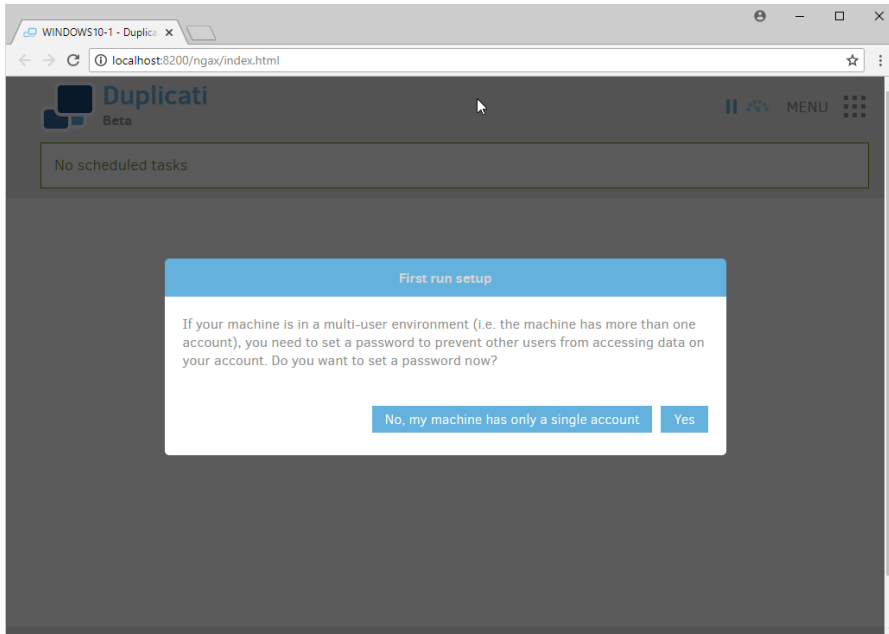 WINDOWS10-1 - Duplica
localhost:8200/ngax/index.html
Duplicati
Beta
MENU
No scheduled tasks
First run setup
If your machine is in a multi-user environment (i.e. the machine has more than one
account), you need to set a password to prevent other users from accessing data on
your account. Do you want to set a password now?
No, my machine has only a single account
Yes